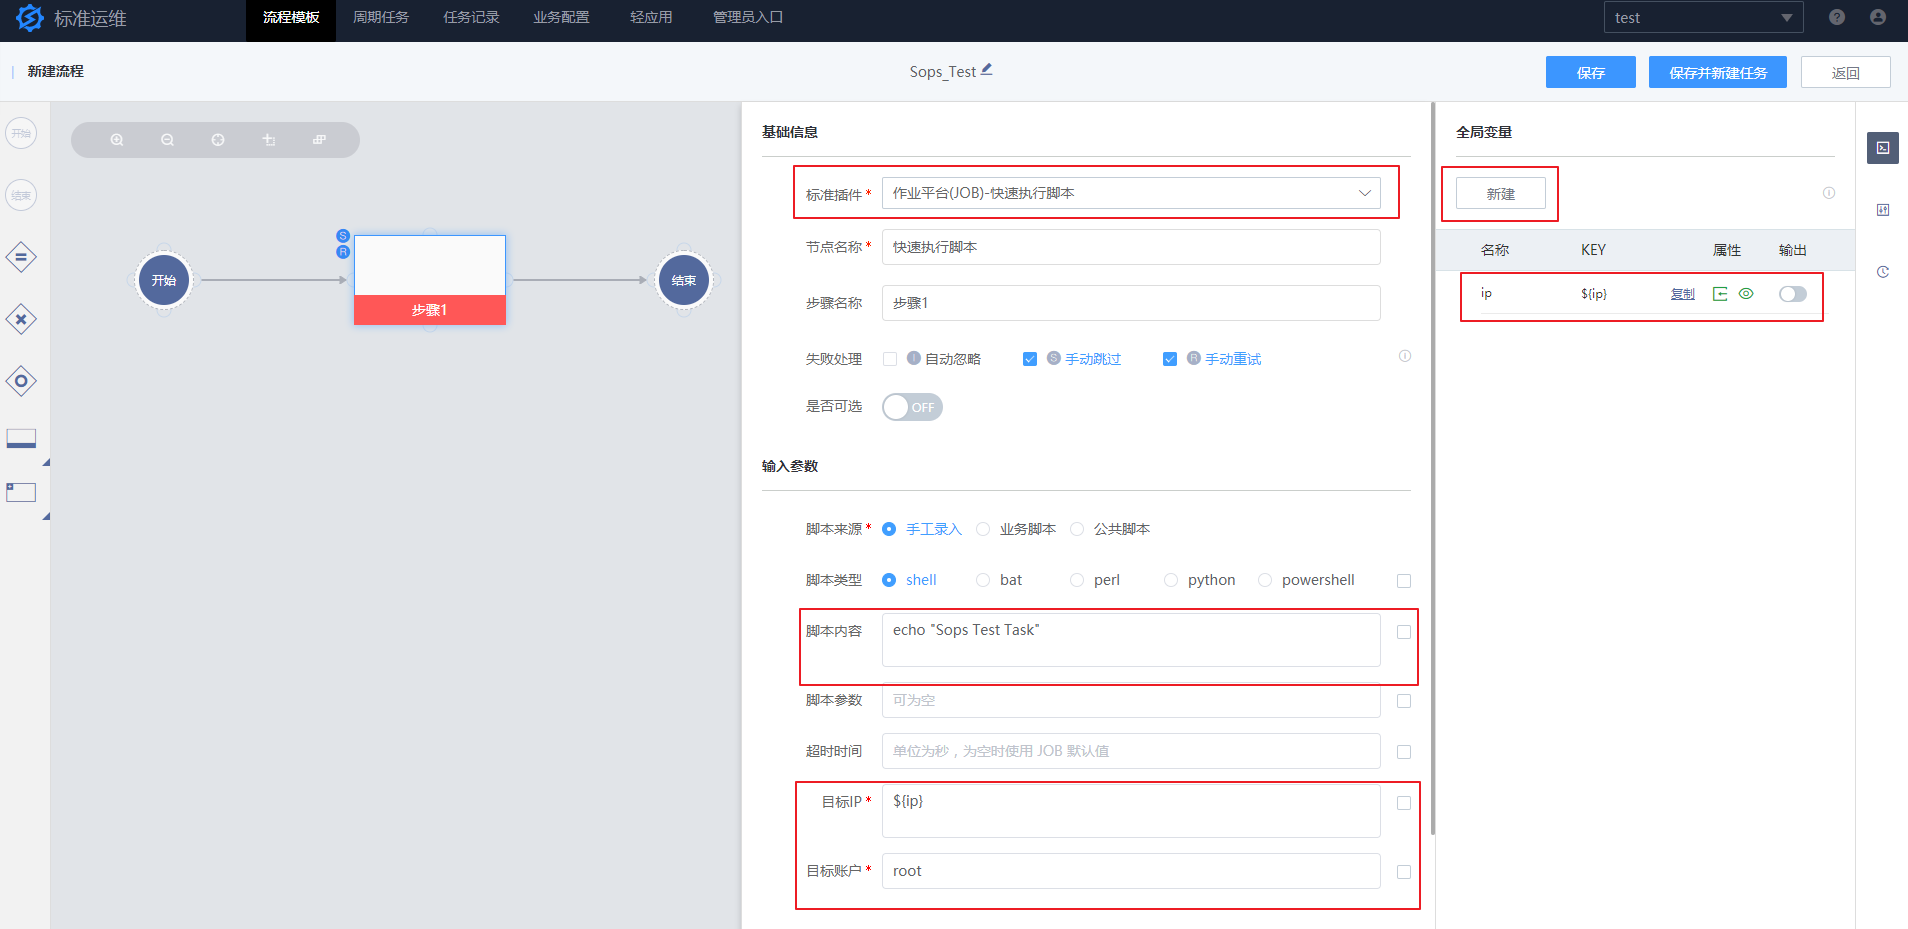 标准运维
流程模板
周期任务
任务记录
业务配置
轻应用
管理员入口
test
新建流程
Sops_Test
保存
保存并新建任务
返回
开始
结束
开始
S
R
步骤1
结束
基础信息
标准插件*
作业平台(JOB)-快速执行脚本
节点名称*
快速执行脚本
步骤名称
步骤1
失败处理
I 自动忽略
S 手动跳过
R 手动重试
是否可选
OFF
输入参数
脚本来源*
手工录入
业务脚本
公共脚本
脚本类型
shell
bat
perl
python
powershell
脚本内容
echo "Sops Test Task"
脚本参数
可为空
超时时间
单位为秒，为空时使用 JOB 默认值
目标IP*
${ip}
目标账户*
root
全局变量
新建
名称
KEY
属性
输出
ip
${ip}
复制